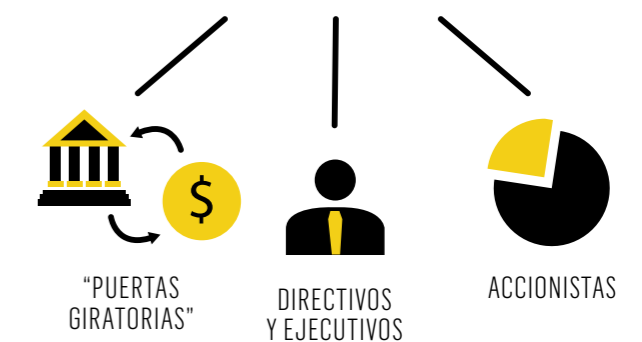 $
“PUERTAS
GIRATORIAS”
DIRECTIVOS
Y EJECUTIVOS
ACCIONISTAS